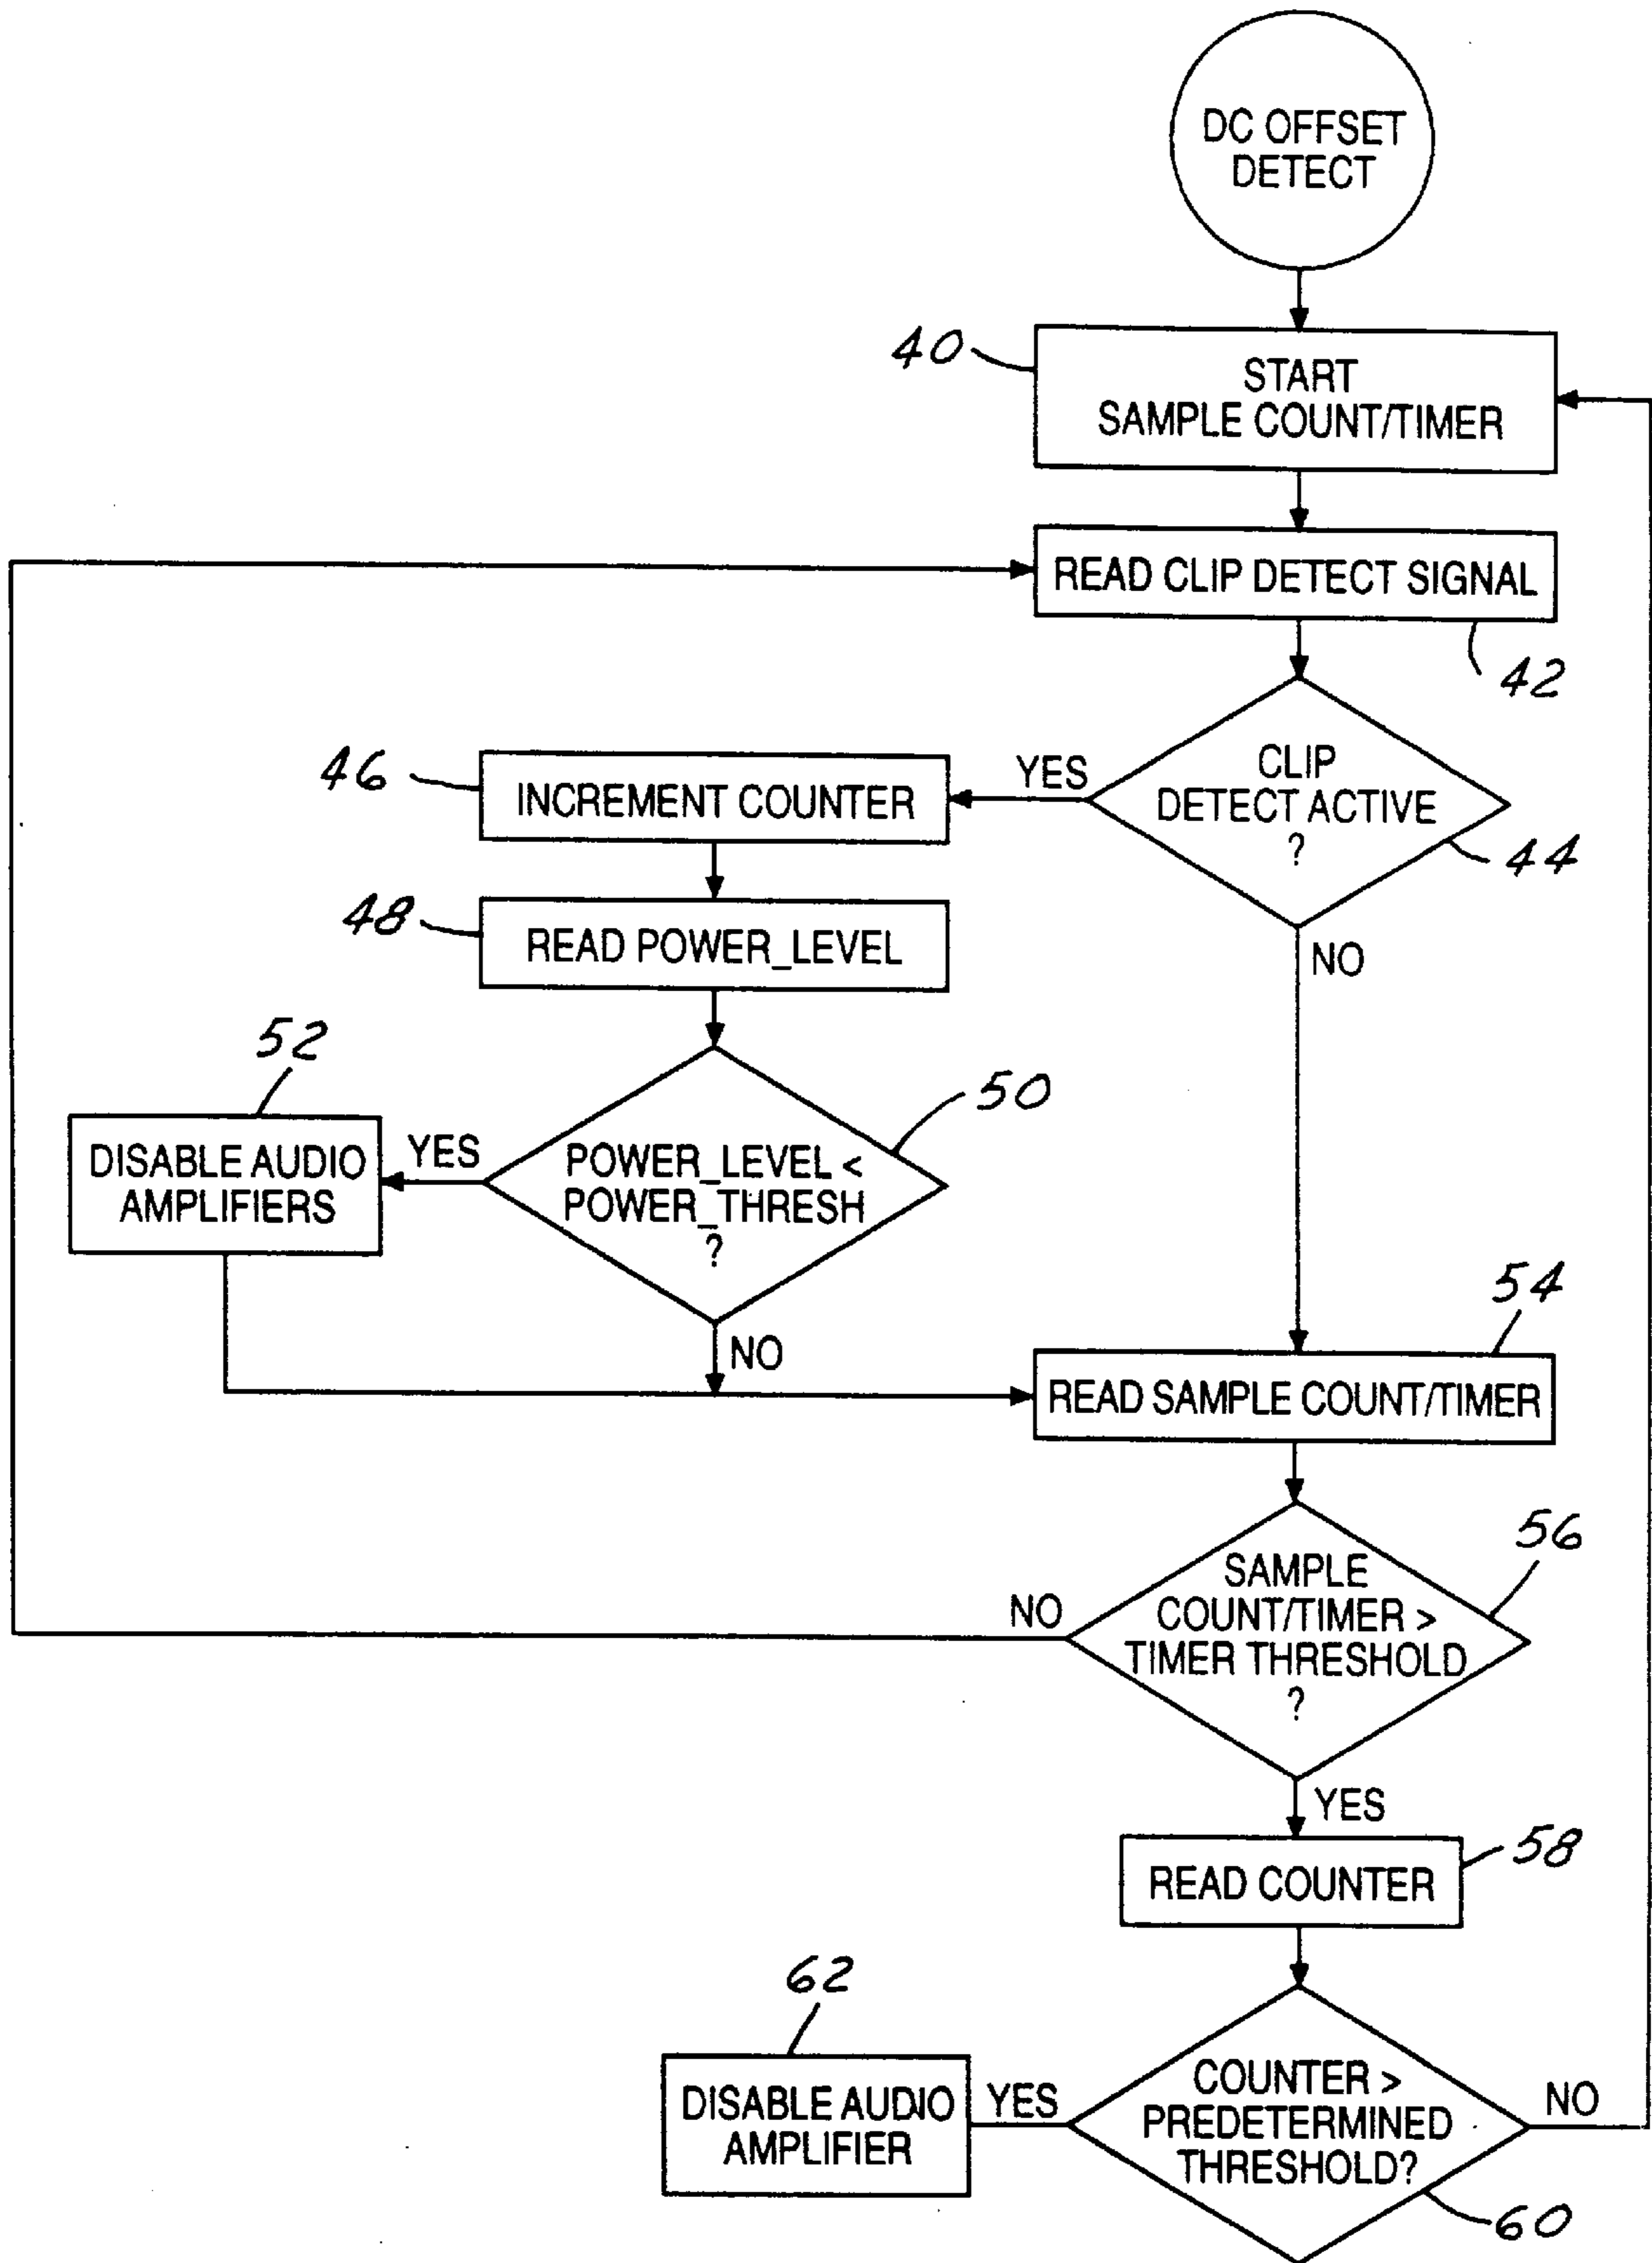 DC OFFSET
DETECT
40
START
SAMPLE COUNT/TIMER
READ CLIP DETECT SIGNAL
42
CLIP
DETECT ACTIVE
?
44
YES
NO
46
INCREMENT COUNTER
48
READ POWER_LEVEL
50
POWER_LEVEL <
POWER_THRESH
?
YES
NO
52
DISABLE AUDIO
AMPLIFIERS
54
READ SAMPLE COUNT/TIMER
56
SAMPLE
COUNT/TIMER >
TIMER THRESHOLD
?
NO
YES
58
READ COUNTER
60
COUNTER >
PREDETERMINED
THRESHOLD?
YES
NO
62
DISABLE AUDIO
AMPLIFIER